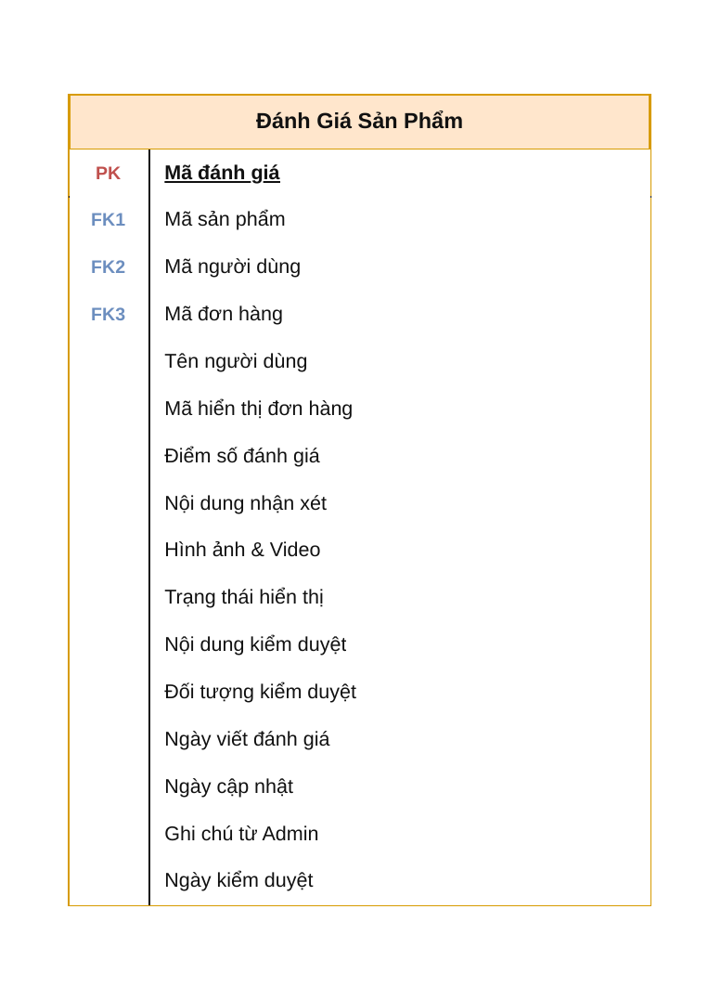 Đánh Giá Sản Phẩm
PK Mã đánh giá
FK1 Mã sản phẩm
FK2 Mã người dùng
FK3 Mã đơn hàng
Tên người dùng
Mã hiển thị đơn hàng
Điểm số đánh giá
Nội dung nhận xét
Hình ảnh & Video
Trạng thái hiển thị
Nội dung kiểm duyệt
Đối tượng kiểm duyệt
Ngày viết đánh giá
Ngày cập nhật
Ghi chú từ Admin
Ngày kiểm duyệt